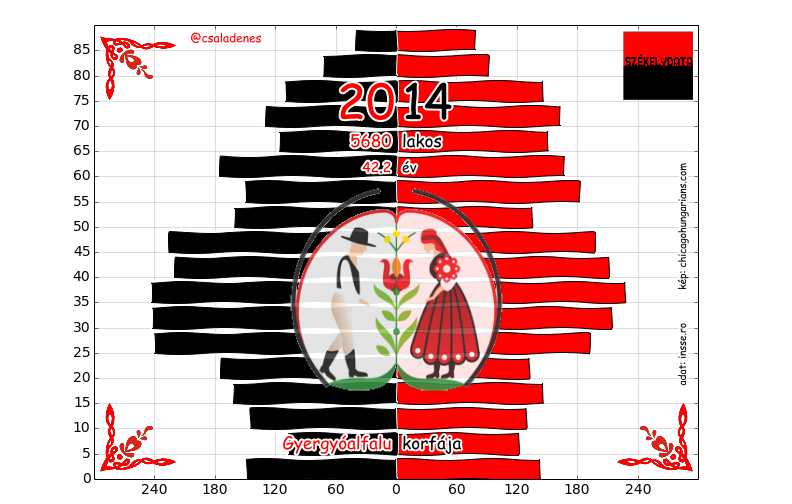 @csaladenes
SZÉKELYDATA
2014
5680 lakos
42.2 év
Gyergyóalfalu korfája
kép: chicagohungarians.com
adat: insse.ro
85
80
75
70
65
60
55
50
45
40
35
30
25
20
15
10
5
0
240 180 120 60 0 60 120 180 240